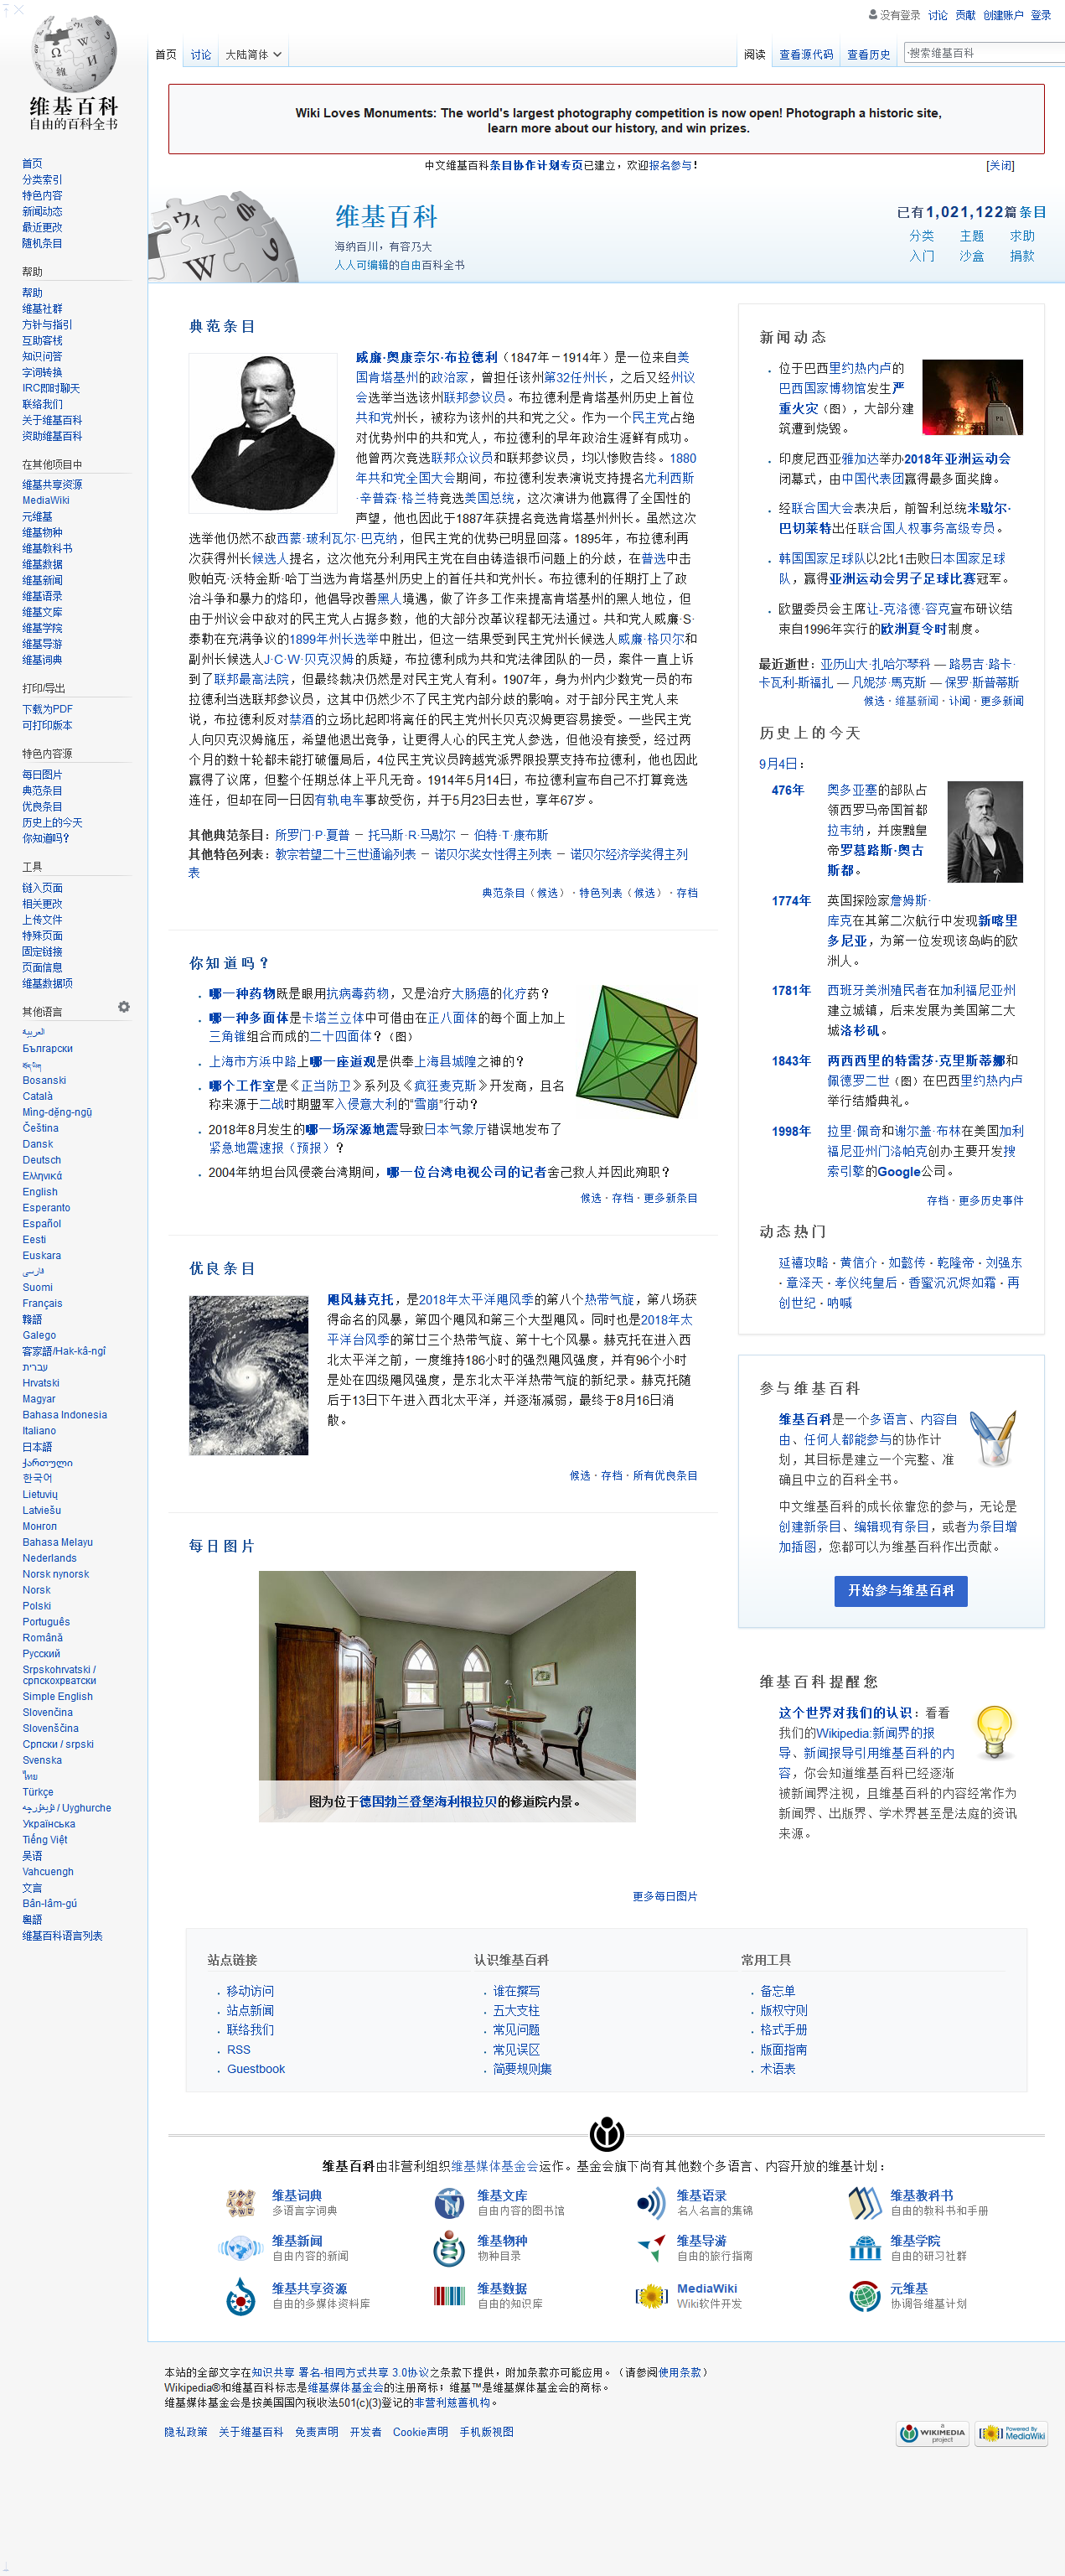 没有登录 讨论 贡献 创建账户 登录
首页 讨论 大陆简体 阅读 查看源代码 查看历史 搜索维基百科
维基百科
自由的百科全书
首页
分类索引
特色内容
新闻动态
最近更改
随机条目
帮助
帮助
维基社群
方针与指引
互助客栈
知识问答
字词转换
IRC即时聊天
联络我们
关于维基百科
资助维基百科
在其他项目中
维基共享资源
MediaWiki
元维基
维基物种
维基教科书
维基数据
维基新闻
维基语录
维基文库
维基学院
维基导游
维基词典
打印/导出
下载为PDF
可打印版本
特色内容源
每日图片
典范条目
优良条目
历史上的今天
你知道吗?
工具
链入页面
相关更改
上传文件
特殊页面
固定链接
页面信息
维基数据项
其他语言
العربية
Български
Bosanski
Català
Mìng-dĕ̤ng-ngṳ̄
Čeština
Dansk
Deutsch
Ελληνικά
English
Esperanto
Español
Eesti
Euskara
فارسی
Suomi
Français
贛語
Galego
客家語/Hak-kâ-ngî
עברית
Hrvatski
Magyar
Bahasa Indonesia
Italiano
日本語
ქართული
한국어
Lietuvių
Latviešu
Монгол
Bahasa Melayu
Nederlands
Norsk nynorsk
Norsk
Polski
Português
Română
Русский
Srpskohrvatski /
српскохрватски
Simple English
Slovenčina
Slovenščina
Српски / srpski
Svenska
ไทย
Türkçe
ئۇيغۇرچە / Uyghurche
Українська
Tiếng Việt
吴语
Vahcuengh
文言
Bân-lâm-gú
粵語
维基百科语言列表
Wiki Loves Monuments: The world's largest photography competition is now open! Photograph a historic site,
learn more about our history, and win prizes.
中文维基百科条目协作计划专页已建立，欢迎报名参与！ [关闭]
维基百科
海纳百川，有容乃大
人人可编辑的自由百科全书
已有1,021,122篇条目
分类 主题 求助
入门 沙盒 捐款
典范条目
威廉·奥康奈尔·布拉德利（1847年－1914年）是一位来自美
国肯塔基州的政治家，曾担任该州第32任州长，之后又经州议
会选举当选该州联邦参议员。布拉德利是肯塔基州历史上首位
共和党州长，被称为该州的共和党之父。作为一个民主党占绝
对优势州中的共和党人，布拉德利的早年政治生涯鲜有成功。
他曾两次竞选联邦众议员和联邦参议员，均以惨败告终。1880
年共和党全国大会期间，布拉德利发表演说支持提名尤利西斯
·辛普森·格兰特竞选美国总统，这次演讲为他赢得了全国性的
声望，他也因此于1887年获提名竞选肯塔基州州长。虽然这次
选举他仍然不敌西蒙·玻利瓦尔·巴克纳，但民主党的优势已明显回落。1895年，布拉德利再
次获得州长候选人提名，这次他充分利用民主党在自由铸造银币问题上的分歧，在普选中击
败帕克·沃特金斯·哈丁当选为肯塔基州历史上的首任共和党州长。布拉德利的任期打上了政
治斗争和暴力的烙印，他倡导改善黑人境遇，做了许多工作来提高肯塔基州的黑人地位，但
由于州议会中敌对的民主党人占据多数，他的大部分改革议程都无法通过。共和党人威廉·S·
泰勒在充满争议的1899年州长选举中胜出，但这一结果受到民主党州长候选人威廉·格贝尔和
副州长候选人J·C·W·贝克汉姆的质疑，布拉德利成为共和党法律团队的一员，案件一直上诉
到了联邦最高法院，但最终裁决仍然是对民主党人有利。1907年，身为州内少数党一员的布
拉德利当选联邦参议员，这其中仍然少不了民主党内部分歧的影响。对于部分民主党人来
说，布拉德利反对禁酒的立场比起即将离任的民主党州长贝克汉姆更容易接受。一些民主党
人向贝克汉姆施压，希望他退出竞争，让更得人心的民主党人参选，但他没有接受，经过两
个月的数十轮都未能打破僵局后，4位民主党议员跨越党派界限投票支持布拉德利，他也因此
赢得了议席，但整个任期总体上平凡无奇。1914年5月14日，布拉德利宣布自己不打算竞选
连任，但却在同一日因有轨电车事故受伤，并于5月23日去世，享年67岁。
其他典范条目：所罗门·P·夏普 － 托马斯·R·马歇尔 － 伯特·T·康布斯
其他特色列表：教宗若望二十三世通谕列表 － 诺贝尔奖女性得主列表 － 诺贝尔经济学奖得主列
表
典范条目（候选）· 特色列表（候选）· 存档
你知道吗？
哪一种药物既是眼用抗病毒药物，又是治疗大肠癌的化疗药？
哪一种多面体是卡塔兰立体中可借由在正八面体的每个面上加上
三角锥组合而成的二十四面体？（图）
上海市方浜中路上哪一座道观是供奉上海县城隍之神的？
哪个工作室是《正当防卫》系列及《疯狂麦克斯》开发商，且名
称来源于二战时期盟军入侵意大利的“雪崩”行动？
2018年8月发生的哪一场深源地震导致日本气象厅错误地发布了
紧急地震速报（预报）？
2004年纳坦台风侵袭台湾期间，哪一位台湾电视公司的记者舍己救人并因此殉职？
候选 · 存档 · 更多新条目
优良条目
飓风赫克托，是2018年太平洋飓风季的第八个热带气旋，第八场获
得命名的风暴，第四个飓风和第三个大型飓风。同时也是2018年太
平洋台风季的第廿三个热带气旋、第十七个风暴。赫克托在进入西
北太平洋之前，一度维持186小时的强烈飓风强度，并有96个小时
是处在四级飓风强度，是东北太平洋热带气旋的新纪录。赫克托随
后于13日下午进入西北太平洋，并逐渐减弱，最终于8月16日消
散。
候选 · 存档 · 所有优良条目
每日图片
图为位于德国勃兰登堡海利根拉贝的修道院内景。
更多每日图片
新闻动态
位于巴西里约热内卢的
巴西国家博物馆发生严
重火灾（图），大部分建
筑遭到烧毁。
印度尼西亚雅加达举办2018年亚洲运动会
闭幕式，由中国代表团赢得最多面奖牌。
经联合国大会表决后，前智利总统米歇尔·
巴切莱特出任联合国人权事务高级专员。
韩国国家足球队以2比1击败日本国家足球
队，赢得亚洲运动会男子足球比赛冠军。
欧盟委员会主席让-克洛德·容克宣布研议结
束自1996年实行的欧洲夏令时制度。
最近逝世：亚历山大·扎哈尔琴科 — 路易吉·路卡·
卡瓦利-斯福扎 — 凡妮莎·馬克斯 — 保罗·斯普蒂斯
候选 · 维基新闻 · 讣闻 · 更多新闻
历史上的今天
9月4日：
476年 奥多亚塞的部队占
领西罗马帝国首都
拉韦纳，并废黜皇
帝罗慕路斯·奥古
斯都。
1774年 英国探险家詹姆斯·
库克在其第二次航行中发现新喀里
多尼亚，为第一位发现该岛屿的欧
洲人。
1781年 西班牙美洲殖民者在加利福尼亚州
建立城镇，后来发展为美国第二大
城洛杉矶。
1843年 两西西里的特雷莎·克里斯蒂娜和
佩德罗二世（图）在巴西里约热内卢
举行结婚典礼。
1998年 拉里·佩奇和谢尔盖·布林在美国加利
福尼亚州门洛帕克创办主要开发搜
索引擎的Google公司。
存档 · 更多历史事件
动态热门
延禧攻略 · 黄信介 · 如懿传 · 乾隆帝 · 刘强东
· 章泽天 · 孝仪纯皇后 · 香蜜沉沉烬如霜 · 再
创世纪 · 呐喊
参与维基百科
维基百科是一个多语言、内容自
由、任何人都能参与的协作计
划，其目标是建立一个完整、准
确且中立的百科全书。
中文维基百科的成长依靠您的参与，无论是
创建新条目、编辑现有条目，或者为条目增
加插图，您都可以为维基百科作出贡献。
开始参与维基百科
维基百科提醒您
这个世界对我们的认识：看看
我们的Wikipedia:新闻界的报
导、新闻报导引用维基百科的内
容，你会知道维基百科已经逐渐
被新闻界注视，且维基百科的内容经常作为
新闻界、出版界、学术界甚至是法庭的资讯
来源。
站点链接 认识维基百科 常用工具
移动访问 谁在撰写 备忘单
站点新闻 五大支柱 版权守则
联络我们 常见问题 格式手册
RSS 常见误区 版面指南
Guestbook 简要规则集 术语表
维基百科由非营利组织维基媒体基金会运作。基金会旗下尚有其他数个多语言、内容开放的维基计划：
维基词典 维基文库 维基语录 维基教科书
多语言字词典 自由内容的图书馆 名人名言的集锦 自由的教科书和手册
维基新闻 维基物种 维基导游 维基学院
自由内容的新闻 物种目录 自由的旅行指南 自由的研习社群
维基共享资源 维基数据 MediaWiki 元维基
自由的多媒体资料库 自由的知识库 Wiki软件开发 协调各维基计划
本站的全部文字在知识共享 署名-相同方式共享 3.0协议之条款下提供，附加条款亦可能应用。（请参阅使用条款）
Wikipedia®和维基百科标志是维基媒体基金会的注册商标；维基™是维基媒体基金会的商标。
维基媒体基金会是按美国国內稅收法501(c)(3)登记的非营利慈善机构。
隐私政策 关于维基百科 免责声明 开发者 Cookie声明 手机版视图
a WIKIMEDIA project Powered By MediaWiki